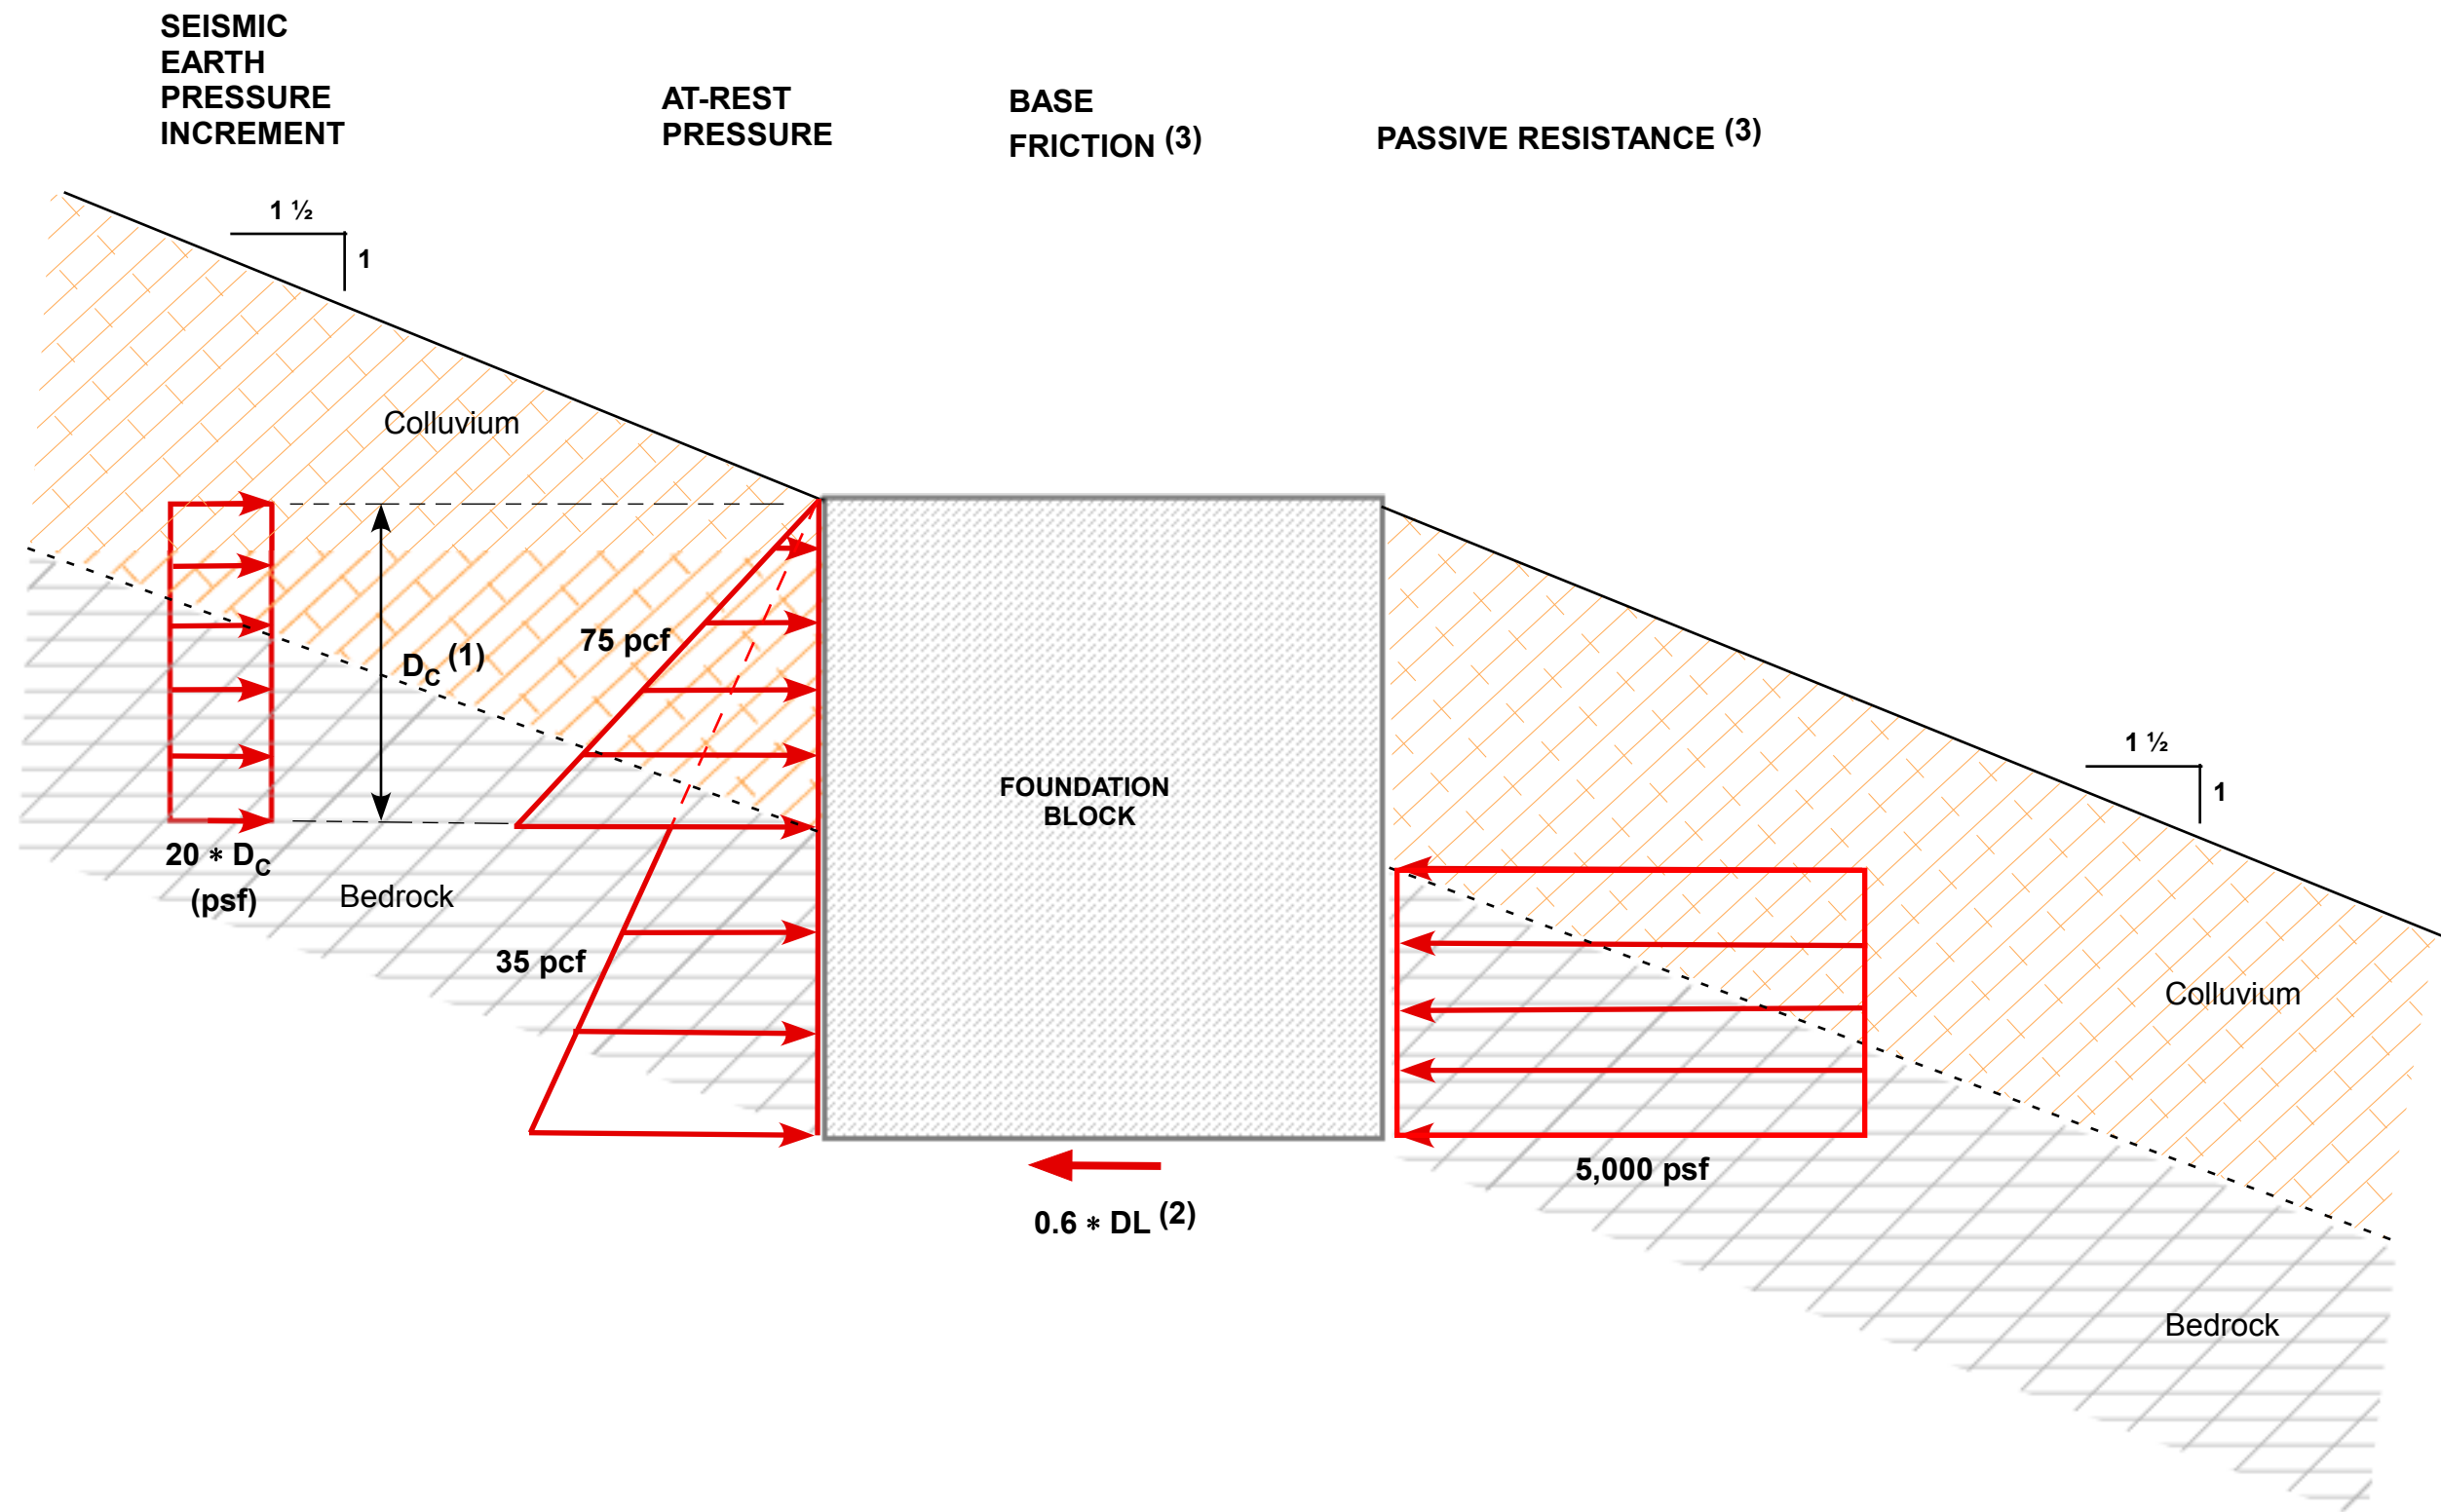 SEISMIC
EARTH
PRESSURE
INCREMENT
AT-REST
PRESSURE
BASE
FRICTION (3)
PASSIVE RESISTANCE (3)
1 ½
1
Colluvium
75 pcf
DC (1)
FOUNDATION
BLOCK
1 ½
1
20 * DC
(psf)
Bedrock
35 pcf
Colluvium
5,000 psf
0.6 * DL (2)
Bedrock